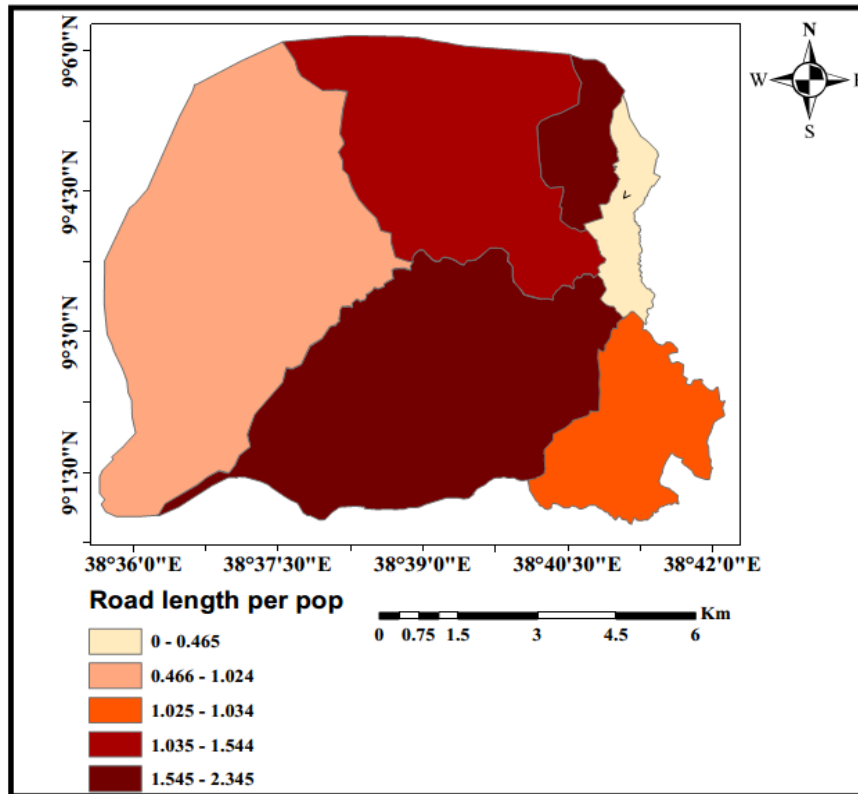 N
W E
S
9°6'0"N
9°4'30"N
9°3'0"N
9°1'30"N
38°36'0"E 38°37'30"E 38°39'0"E 38°40'30"E 38°42'0"E
Road length per pop
Km
0 0.75 1.5 3 4.5 6
0 - 0.465
0.466 - 1.024
1.025 - 1.034
1.035 - 1.544
1.545 - 2.345